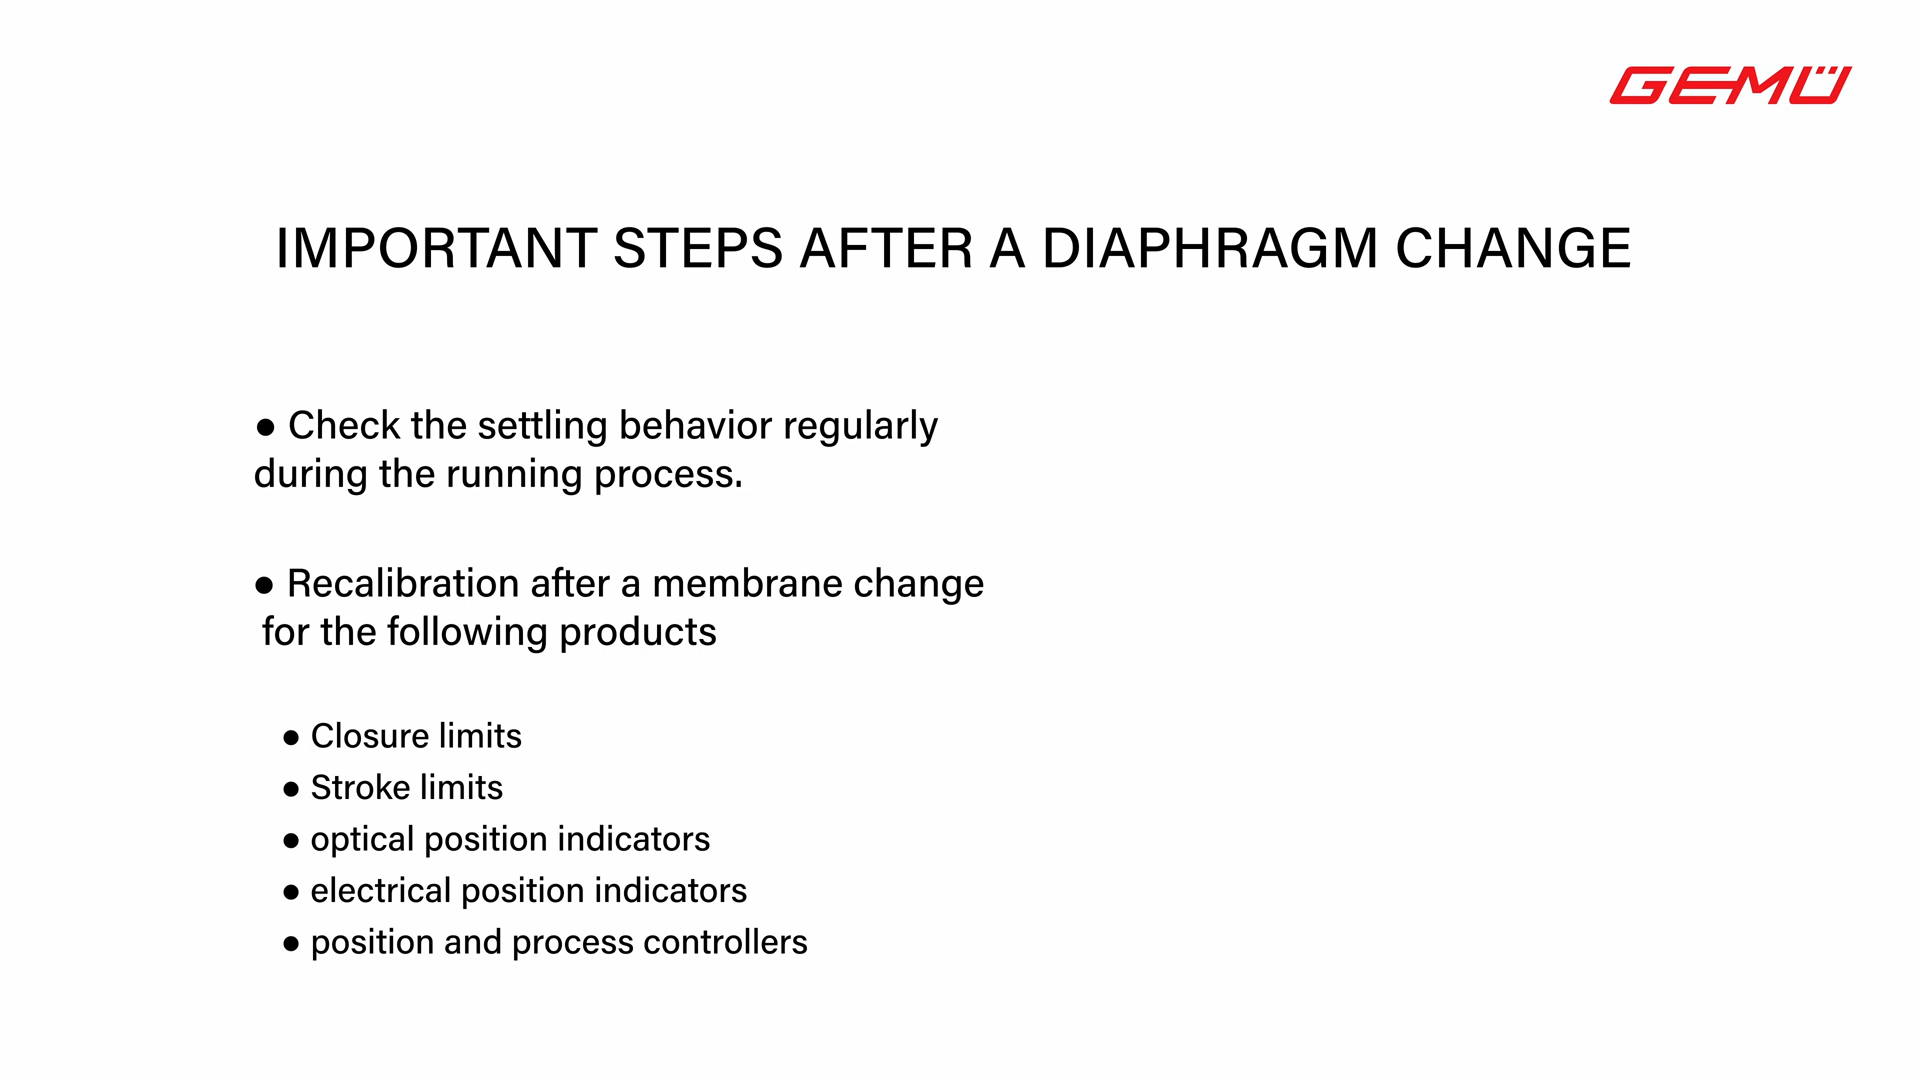 GEMÜ
IMPORTANT STEPS AFTER A DIAPHRAGM CHANGE
● Check the settling behavior regularly
during the running process.
● Recalibration after a membrane change
for the following products
● Closure limits
● Stroke limits
● optical position indicators
● electrical position indicators
● position and process controllers